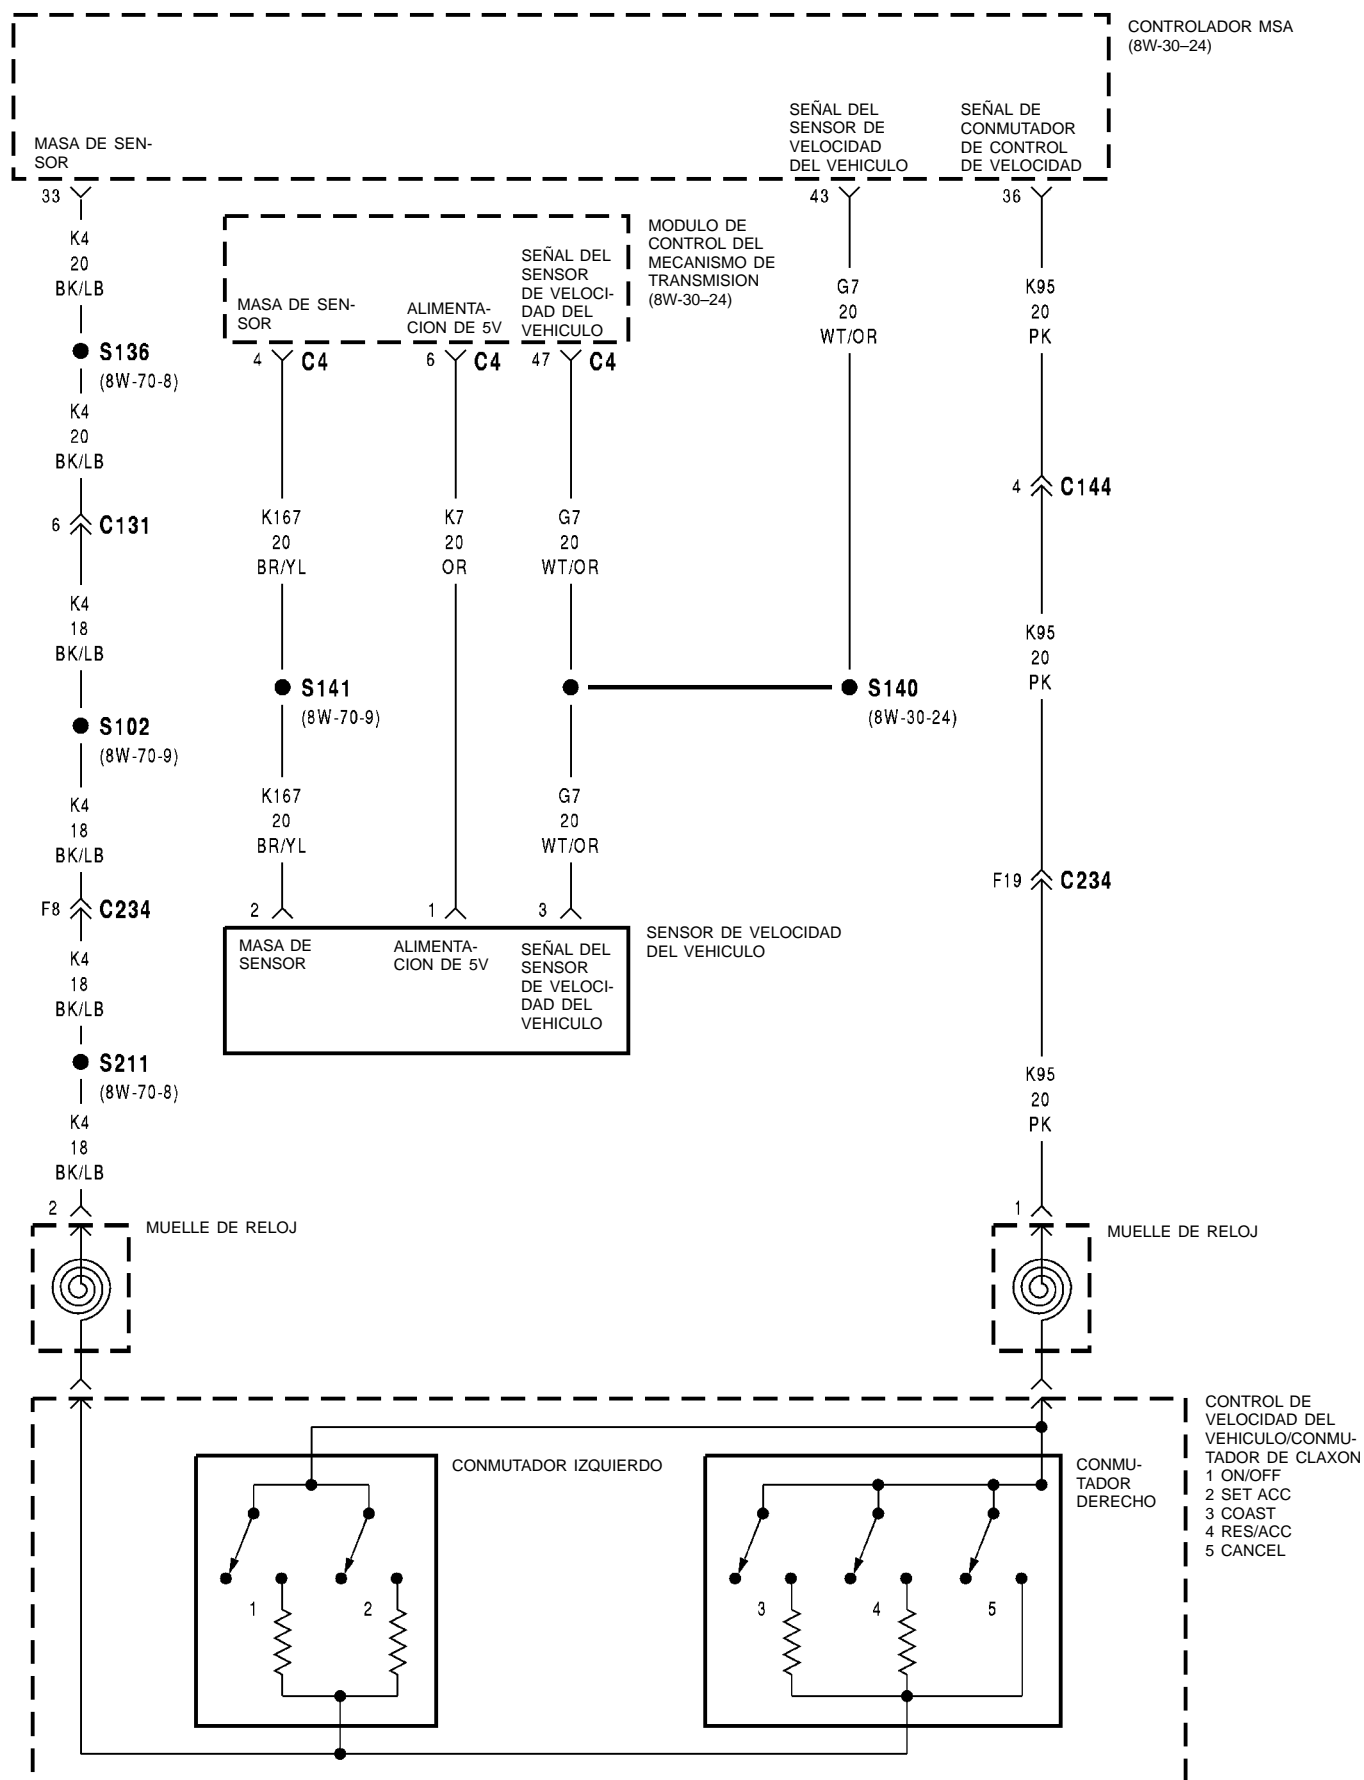 CONTROLADOR MSA
(8W-30–24)
MASA DE SEN-
SOR
SEÑAL DEL
SENSOR DE
VELOCIDAD
DEL VEHICULO
SEÑAL DE
CONMUTADOR
DE CONTROL
DE VELOCIDAD
33
43
36
K4
20
BK/LB
S136
(8W-70-8)
K4
20
BK/LB
6
C131
K4
18
BK/LB
S102
(8W-70-9)
K4
18
BK/LB
F8
C234
K4
18
BK/LB
S211
(8W-70-8)
K4
18
BK/LB
2
MUELLE DE RELOJ
MODULO DE
CONTROL DEL
MECANISMO DE
TRANSMISION
(8W-30–24)
MASA DE SEN-
SOR
ALIMENTA-
CION DE 5V
SEÑAL DEL
SENSOR
DE VELOCI-
DAD DEL
VEHICULO
4
C4
6
C4
47
C4
K167
20
BR/YL
K7
20
OR
G7
20
WT/OR
S141
(8W-70-9)
K167
20
BR/YL
G7
20
WT/OR
2
1
3
MASA DE
SENSOR
ALIMENTA-
CION DE 5V
SEÑAL DEL
SENSOR
DE VELOCI-
DAD DEL
VEHICULO
SENSOR DE VELOCIDAD
DEL VEHICULO
G7
20
WT/OR
S140
(8W-30-24)
K95
20
PK
4
C144
K95
20
PK
F19
C234
K95
20
PK
1
MUELLE DE RELOJ
CONMUTADOR IZQUIERDO
1
2
CONMU-
TADOR
DERECHO
3
4
5
CONTROL DE
VELOCIDAD DEL
VEHICULO/CONMU-
TADOR DE CLAXON
1 ON/OFF
2 SET ACC
3 COAST
4 RES/ACC
5 CANCEL